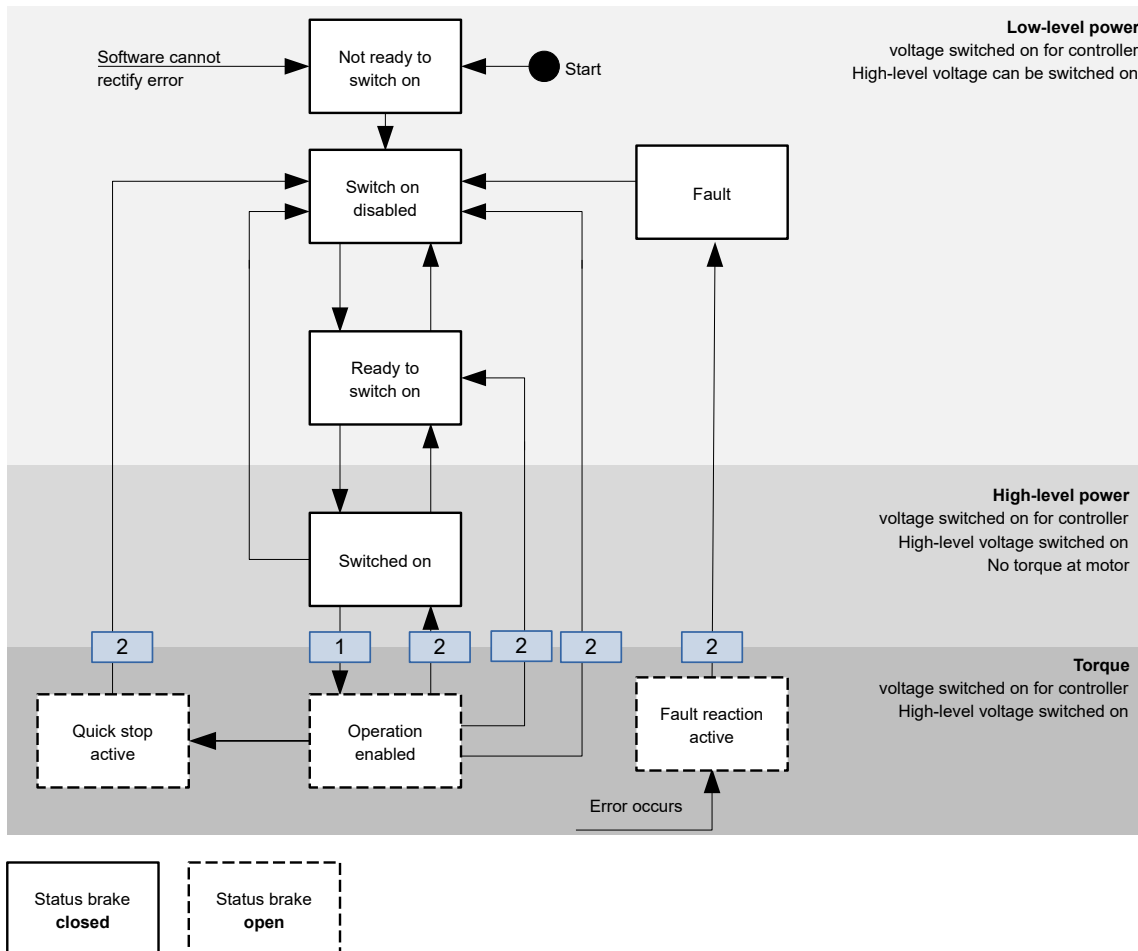 Low-level power
voltage switched on for controller
High-level voltage can be switched on
Software cannot
rectify error
Not ready to
switch on
Start
Switch on
disabled
Fault
Ready to
switch on
High-level power
voltage switched on for controller
High-level voltage switched on
No torque at motor
Switched on
2
1
2
2
2
2
Torque
voltage switched on for controller
High-level voltage switched on
Quick stop
active
Operation
enabled
Fault reaction
active
Error occurs
Status brake
closed
Status brake
open